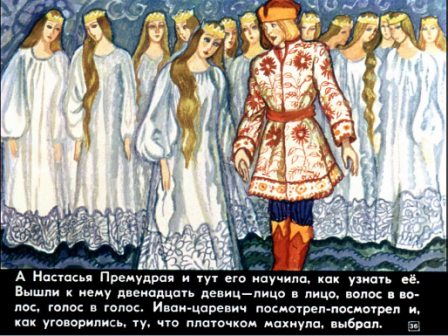 А Настасья Премудрая и тут его научила, как узнать её.
Вышли к нему двенадцать девиц—лицо в лицо, волос в во-
лос, голос в голос. Иван-царевич посмотрел-посмотрел и,
как уговорились, ту, что платочком махнула, выбрал.
36